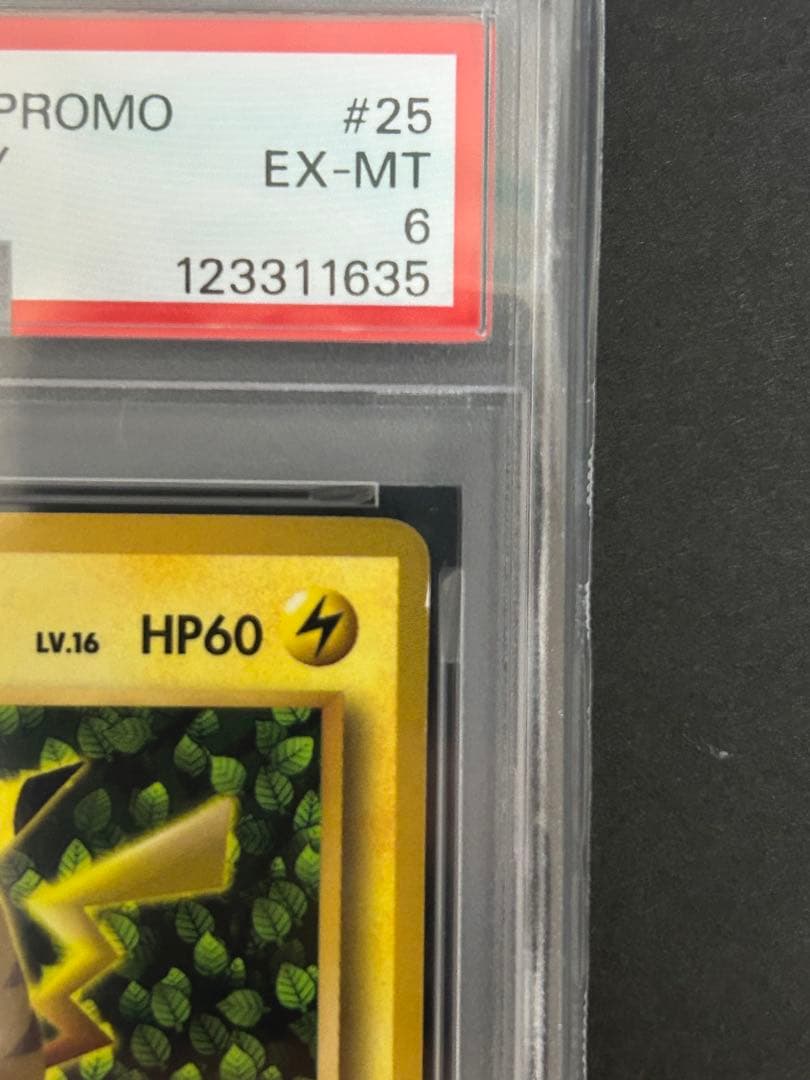 PROMO #25
EX-MT
6
123311635
LV.16 HP60